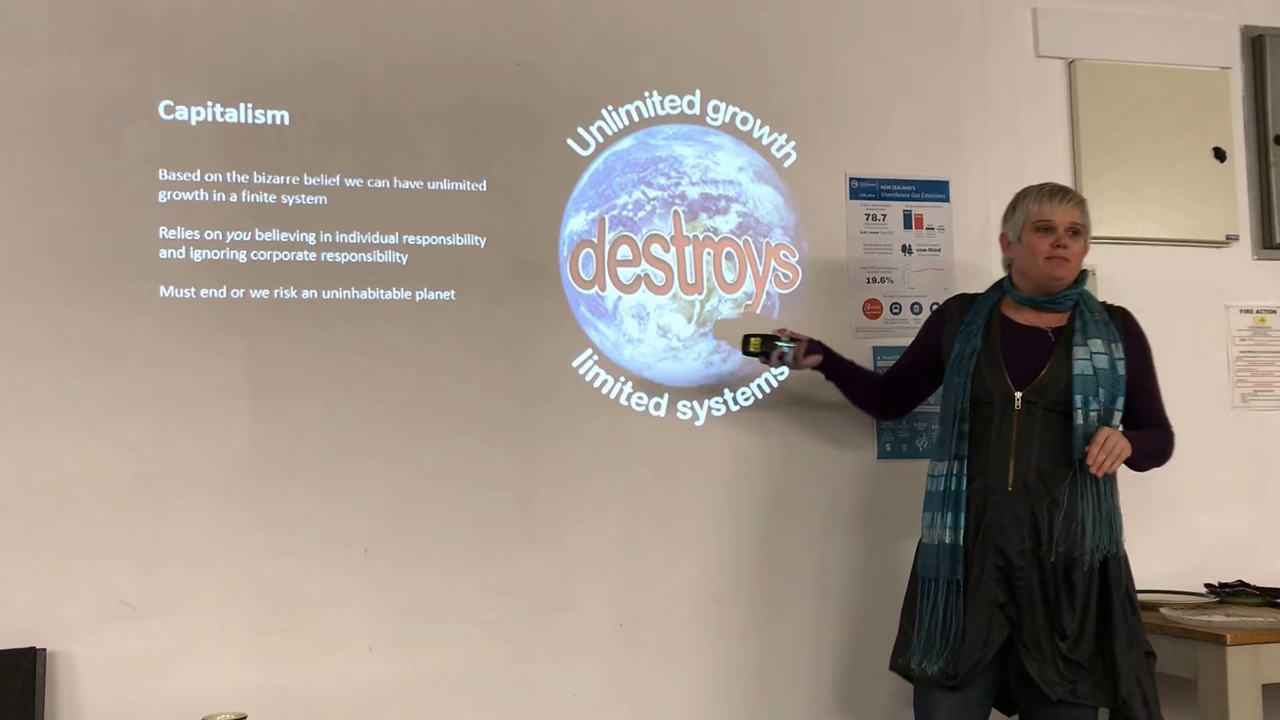 Capitalism
Based on the bizarre belief we can have unlimited
growth in a finite system
Relies on you believing in individual responsibility
and ignoring corporate responsibility
Must end or we risk an uninhabitable planet
Unlimited growth
destroys
limited systems
NEW ZEALAND'S
Greenhouse Gas Emissions
78.7
one-third
19.6%
FIRE ACTION